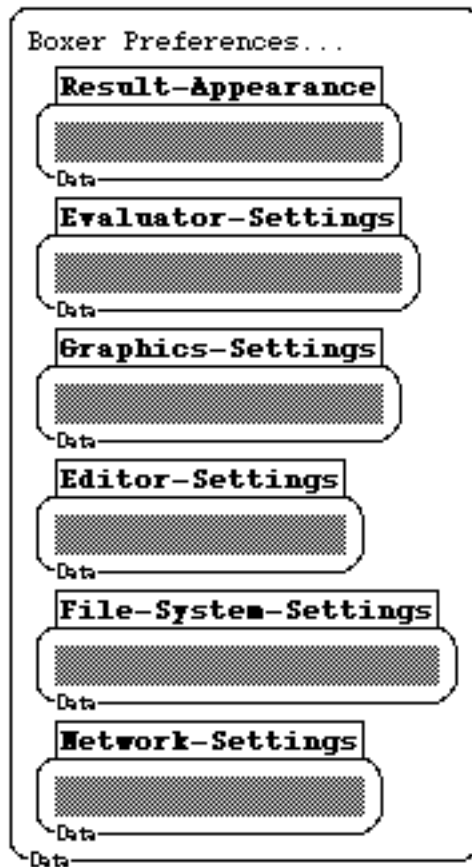 Boxer Preferences...
Result-Appearance
Data
Evaluator-Settings
Data
Graphics-Settings
Data
Editor-Settings
Data
File-System-Settings
Data
Network-Settings
Data
Data